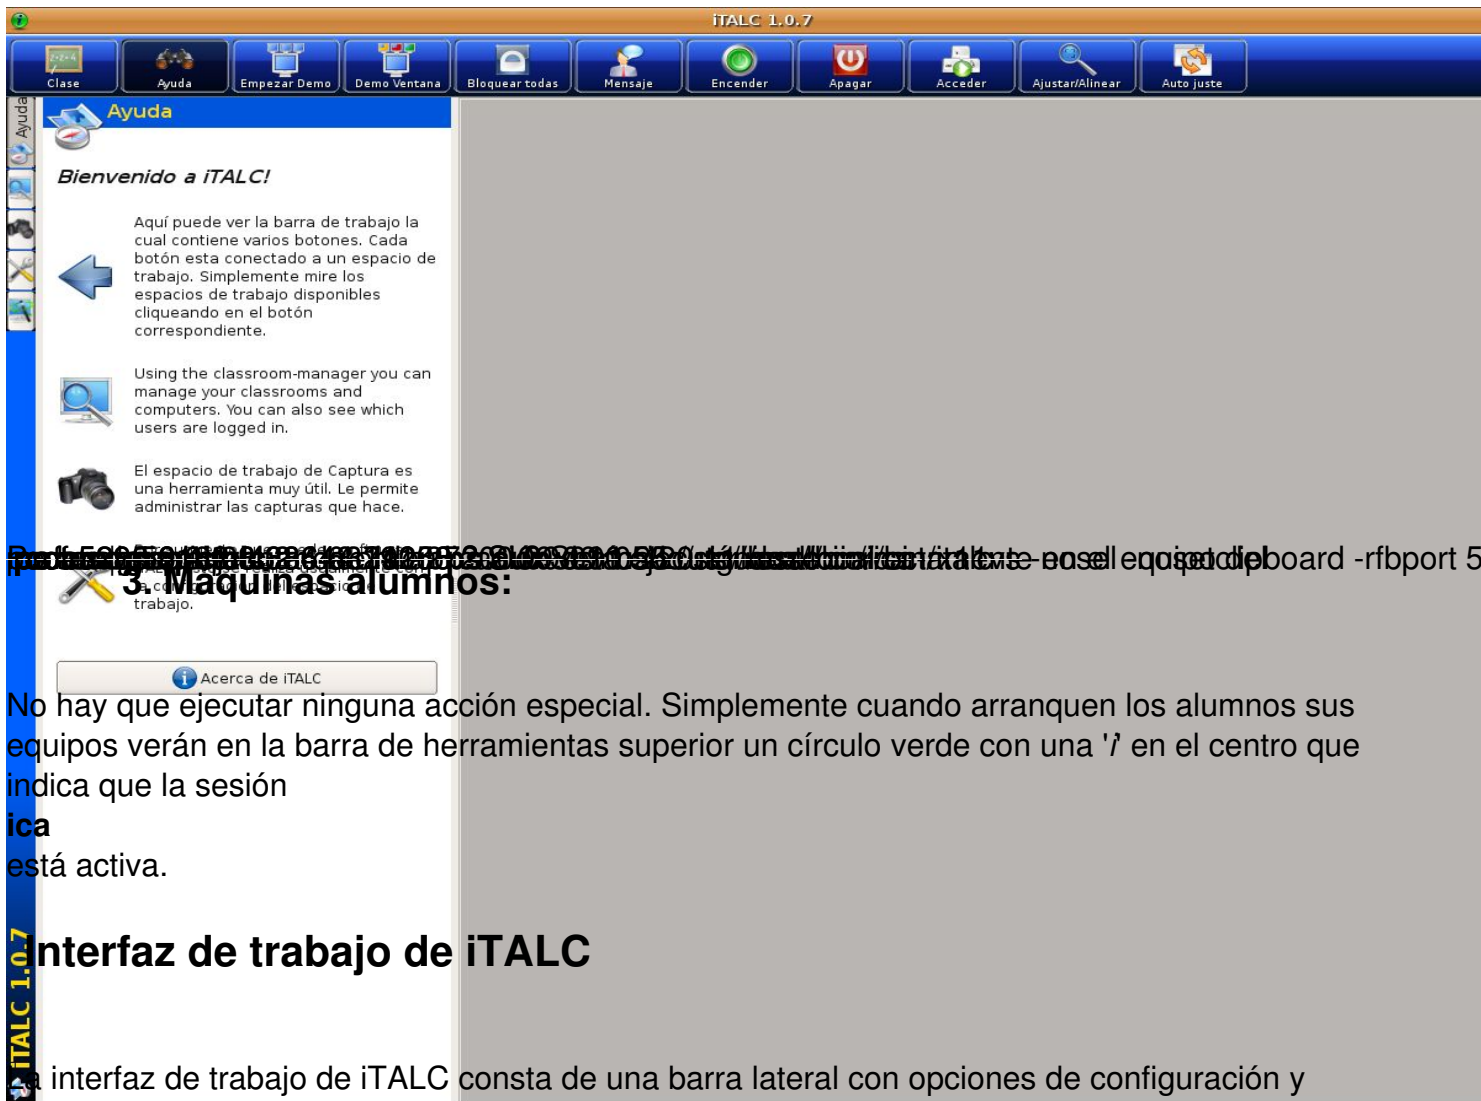 iTALC 1.0.7
Clase
Ayuda
Empezar Demo
Demo Ventana
Bloquear todas
Mensaje
Encender
Apagar
Acceder
Ajustar/Alinear
Auto juste
Ayuda
Ayuda
Bienvenido a iTALC!
Aquí puede ver la barra de trabajo la
cual contiene varios botones. Cada
botón esta conectado a un espacio de
trabajo. Simplemente mire los
espacios de trabajo disponibles
cliqueando en el botón
correspondiente.
Using the classroom-manager you can
manage your classrooms and
computers. You can also see which
users are logged in.
El espacio de trabajo de Captura es
una herramienta muy útil. Le permite
administrar las capturas que hace.
-rfbport 5
3. Máquinas alumnos:
la configuración del espacio de
trabajo.
Acerca de iTALC
No hay que ejecutar ninguna acción especial. Simplemente cuando arranquen los alumnos sus
equipos verán en la barra de herramientas superior un círculo verde con una 'i' en el centro que
indica que la sesión
ica
está activa.
Interfaz de trabajo de iTALC
iTALC 1.0.7
La interfaz de trabajo de iTALC consta de una barra lateral con opciones de configuración y